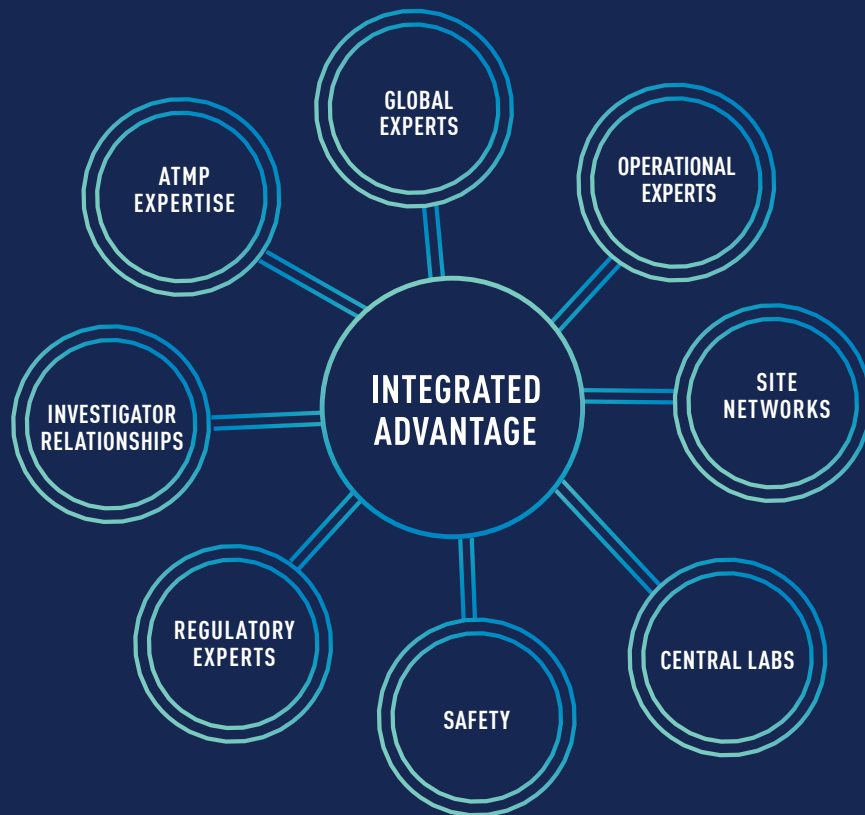 GLOBAL
EXPERTS
OPERATIONAL
EXPERTS
ATMP
EXPERTISE
SITE
NETWORKS
INTEGRATED
ADVANTAGE
INVESTIGATOR
RELATIONSHIPS
REGULATORY
EXPERTS
CENTRAL LABS
SAFETY